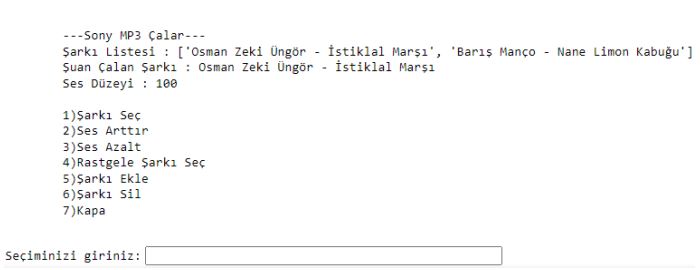 ---Sony MP3 Çalar---
Şarkı Listesi : ['Osman Zeki Üngör - İstiklal Marşı', 'Barış Manço - Nane Limon Kabuğu']
Şuan Çalan Şarkı : Osman Zeki Üngör - İstiklal Marşı
Ses Düzeyi : 100
1)Şarkı Seç
2)Ses Arttır
3)Ses Azalt
4)Rastgele Şarkı Seç
5)Şarkı Ekle
6)Şarkı Sil
7)Kapa
Seçiminizi giriniz: